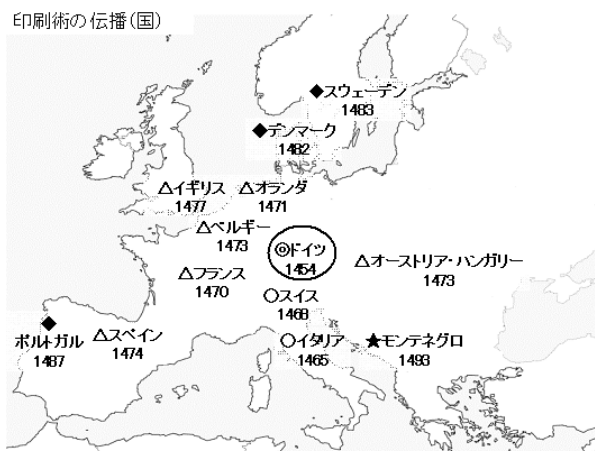 印刷術の伝播(国)
◆スウェーデン
1483
◆デンマーク
1482
△イギリス
1477
△オランダ
1471
△ベルギー
1473
◎ドイツ
1454
△オーストリア・ハンガリー
1473
△フランス
1470
○スイス
1468
◆
ポルトガル
1487
△スペイン
1474
○イタリア
1465
★モンテネグロ
1493